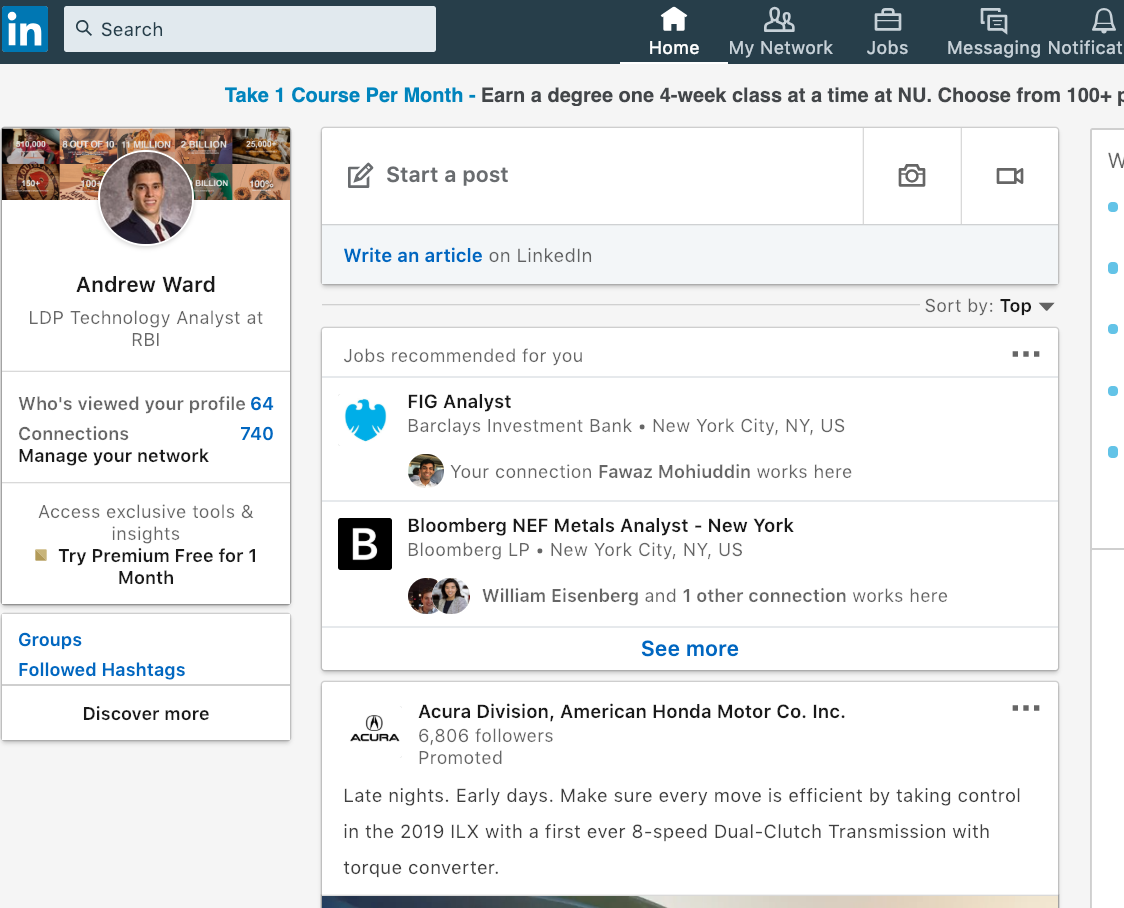 in
Search
Home
My Network
Jobs
Messaging
Notificat
Take 1 Course Per Month - Earn a degree one 4-week class at a time at NU. Choose from 100+ p
$10,000
8 OUT OF 10
11 MILLION
2 BILLION
25,000+
150+
100+
BILLION
100%
Andrew Ward
LDP Technology Analyst at
RBI
Who's viewed your profile 64
Connections 740
Manage your network
Access exclusive tools &
insights
Try Premium Free for 1
Month
Groups
Followed Hashtags
Discover more
Start a post
Write an article on LinkedIn
Sort by: Top
Jobs recommended for you
FIG Analyst
Barclays Investment Bank • New York City, NY, US
Your connection Fawaz Mohiuddin works here
B
Bloomberg NEF Metals Analyst - New York
Bloomberg LP • New York City, NY, US
William Eisenberg and 1 other connection works here
See more
ACURA
Acura Division, American Honda Motor Co. Inc.
6,806 followers
Promoted
Late nights. Early days. Make sure every move is efficient by taking control
in the 2019 ILX with a first ever 8-speed Dual-Clutch Transmission with
torque converter.
W